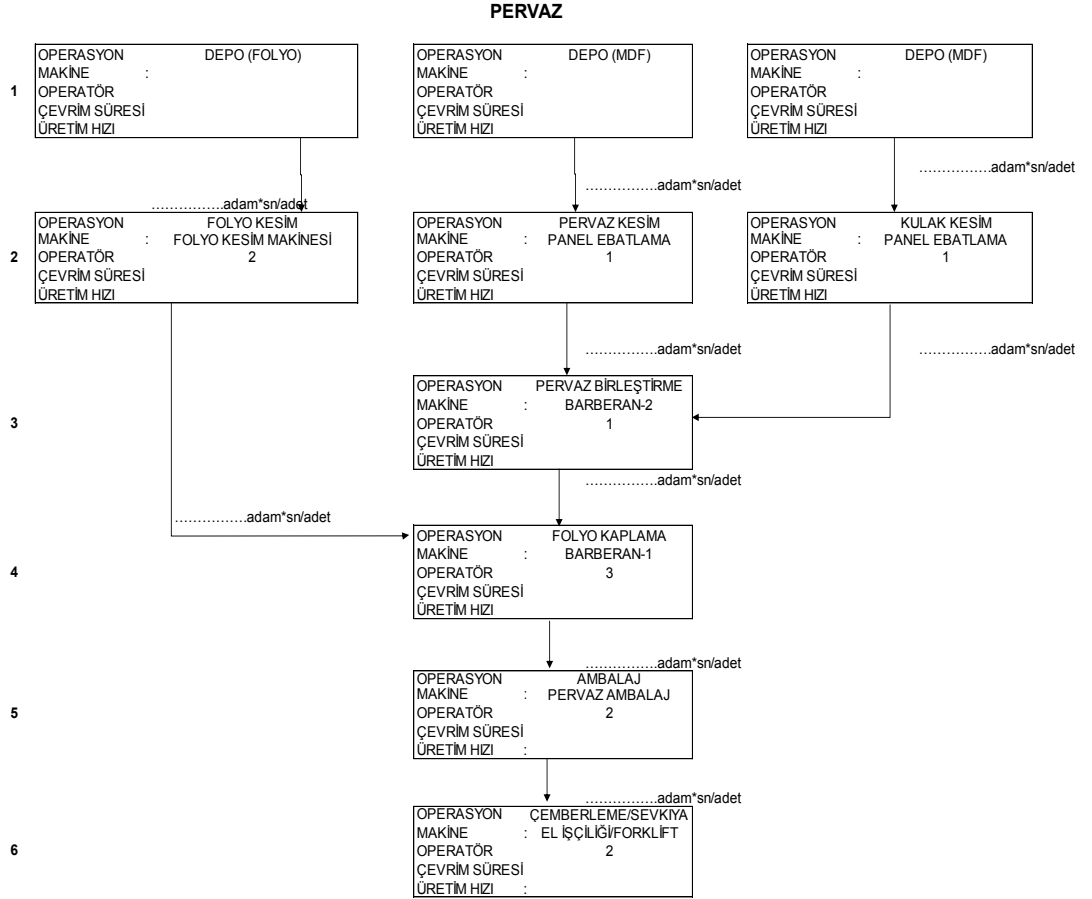 PERVAZ
1
OPERASYON DEPO (FOLYO)
MAKİNE :
OPERATÖR
ÇEVRİM SÜRESİ
ÜRETİM HIZI
OPERASYON DEPO (MDF)
MAKİNE :
OPERATÖR
ÇEVRİM SÜRESİ
ÜRETİM HIZI
OPERASYON DEPO (MDF)
MAKİNE :
OPERATÖR
ÇEVRİM SÜRESİ
ÜRETİM HIZI
…………….adam*sn/adet
…………….adam*sn/adet
…………….adam*sn/adet
2
OPERASYON FOLYO KESİM
MAKİNE : FOLYO KESİM MAKİNESİ
OPERATÖR 2
ÇEVRİM SÜRESİ
ÜRETİM HIZI
OPERASYON PERVAZ KESİM
MAKİNE : PANEL EBATLAMA
OPERATÖR 1
ÇEVRİM SÜRESİ
ÜRETİM HIZI
OPERASYON KULAK KESİM
MAKİNE : PANEL EBATLAMA
OPERATÖR 1
ÇEVRİM SÜRESİ
ÜRETİM HIZI
…………….adam*sn/adet
…………….adam*sn/adet
3
OPERASYON PERVAZ BİRLEŞTİRME
MAKİNE : BARBERAN-2
OPERATÖR 1
ÇEVRİM SÜRESİ
ÜRETİM HIZI
…………….adam*sn/adet
…………….adam*sn/adet
4
OPERASYON FOLYO KAPLAMA
MAKİNE : BARBERAN-1
OPERATÖR 3
ÇEVRİM SÜRESİ
ÜRETİM HIZI
…………….adam*sn/adet
5
OPERASYON AMBALAJ
MAKİNE : PERVAZ AMBALAJ
OPERATÖR 2
ÇEVRİM SÜRESİ
ÜRETİM HIZI :
…………….adam*sn/adet
6
OPERASYON ÇEMBERLEME/SEVKIYA
MAKİNE : EL İŞÇİLİĞİ/FORKLİFT
OPERATÖR 2
ÇEVRİM SÜRESİ
ÜRETİM HIZI :